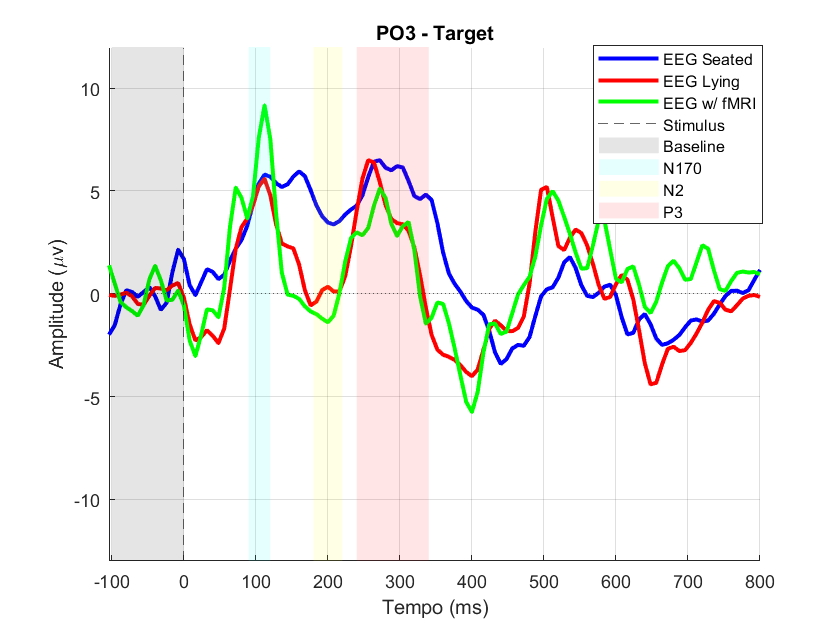 PO3 - Target
EEG Seated
EEG Lying
EEG w/ fMRI
Stimulus
Baseline
N170
N2
P3
Amplitude (μv)
10
5
0
-5
-10
-100 0 100 200 300 400 500 600 700 800
Tempo (ms)